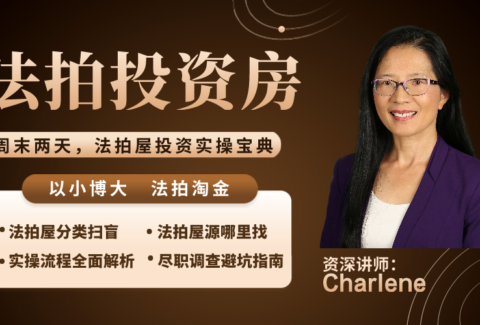 法拍投资房
周末两天，法拍屋投资实操宝典
以小博大 法拍淘金
• 法拍屋分类扫盲
• 法拍屋源哪里找
• 实操流程全面解析
• 尽职调查避坑指南
资深讲师：
Charlene